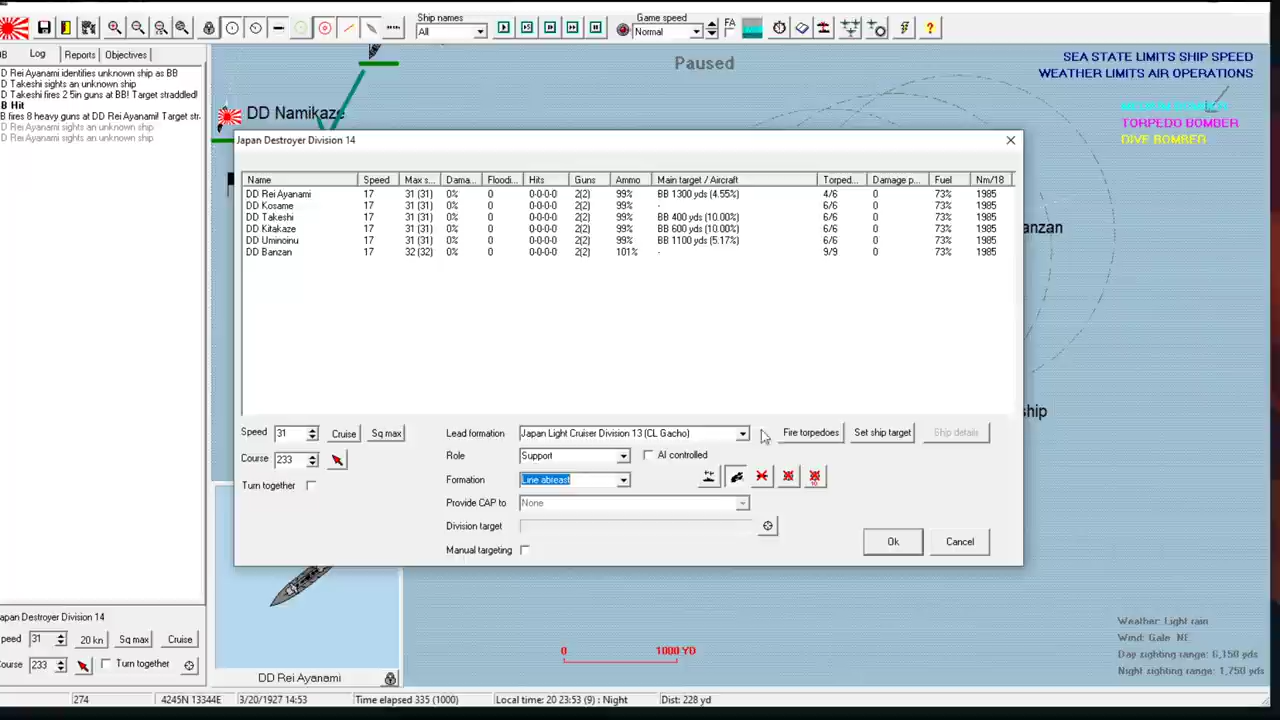 Ship names
All
Game speed
Normal
FA
Log
Reports
Objectives
D Rei Ayanami identifies unknown ship as BB
D Takeshi sights an unknown ship
D Takeshi fires 2 5in guns at BB! Target straddled!
B Hit
B fires 8 heavy guns at DD Rei Ayanami! Target str
D Rei Ayanami sights an unknown ship
D Rei Ayanami sights an unknown ship
Paused
SEA STATE LIMITS SHIP SPEED
WEATHER LIMITS AIR OPERATIONS
MEDIUM BOMBER
TORPEDO BOMBER
DIVE BOMBER
DD Namikaze
Japan Destroyer Division 14
Name Speed Max s... Dama... Floodi... Hits Guns Ammo Main target / Aircraft Torped... Damage p... Fuel Nm/18
DD Rei Ayanami 17 31 (31) 0% 0 0-0-0-0 2(2) 99% BB 1300 yds (4.55%) 4/6 0 73% 1985
DD Kosame 17 31 (31) 0% 0 0-0-0-0 2(2) 99% - 6/6 0 73% 1985
DD Takeshi 17 31 (31) 0% 0 0-0-0-0 2(2) 99% BB 400 yds (10.00%) 6/6 0 73% 1985
DD Kitakaze 17 31 (31) 0% 0 0-0-0-0 2(2) 99% BB 600 yds (10.00%) 6/6 0 73% 1985
DD Uminoinu 17 31 (31) 0% 0 0-0-0-0 2(2) 99% BB 1100 yds (5.17%) 6/6 0 73% 1985
DD Banzan 17 32 (32) 0% 0 0-0-0-0 2(2) 101% - 9/9 0 73% 1985
anzan
hip
Speed 31 Cruise Sq max
Course 233
Turn together
Lead formation Japan Light Cruiser Division 13 (CL Gacho)
Fire torpedoes Set ship target Ship details
Role Support AI controlled
Formation Line abreast
Provide CAP to None
Division target
Manual targeting
Ok Cancel
apan Destroyer Division 14
peed 31 20 kn Sq max Cruise
ourse 233 Turn together
DD Rei Ayanami
0 1000 YD
Weather: Light rain
Wind: Gale NE
Day sighting range: 6,150 yds
Night sighting range: 1,750 yds
274 4245N 13344E 3/20/1927 14:53 Time elapsed 335 (1000) Local time: 20 23:53 (9) : Night Dist: 228 yd